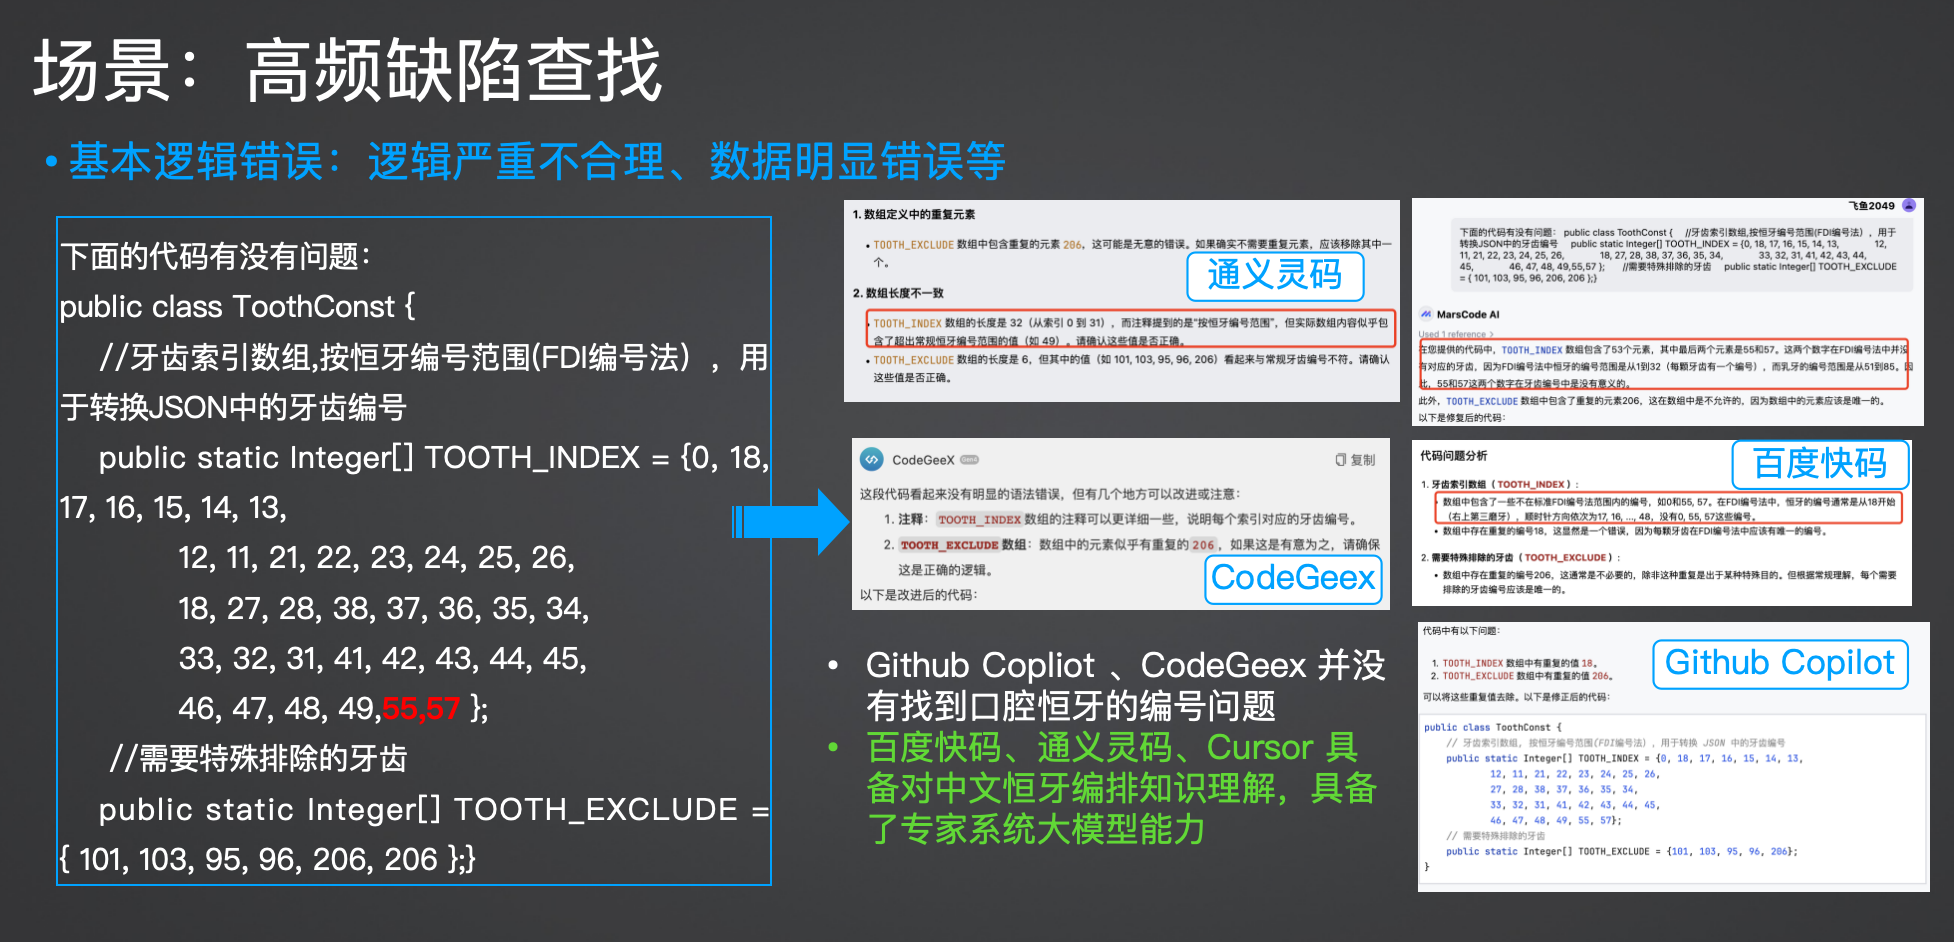 场景：高频缺陷查找
• 基本逻辑错误：逻辑严重不合理、数据明显错误等
下面的代码有没有问题：
public class ToothConst {
//牙齿索引数组,按恒牙编号范围(FDI编号法），用
于转换JSON中的牙齿编号
public static Integer[] TOOTH_INDEX = {0, 18,
17, 16, 15, 14, 13,
12, 11, 21, 22, 23, 24, 25, 26,
18, 27, 28, 38, 37, 36, 35, 34,
33, 32, 31, 41, 42, 43, 44, 45,
46, 47, 48, 49,55,57 };
//需要特殊排除的牙齿
public static Integer[] TOOTH_EXCLUDE =
{ 101, 103, 95, 96, 206, 206 };}
1. 数组定义中的重复元素
• TOOTH_EXCLUDE 数组中包含重复的元素 206，这可能是无意的错误。如果确实不需要重复元素，应该移除其中一
个。
通义灵码
2. 数组长度不一致
• TOOTH_INDEX 数组的长度是 32（从索引 0 到 31），而注释提到的是“按恒牙编号范围”，但实际数组内容似乎包
含了超出常规恒牙编号范围的值（如 49）。请确认这些值是否正确。
• TOOTH_EXCLUDE 数组的长度是 6，但其中的值（如 101, 103, 95, 96, 206）看起来与常规牙齿编号不符。请确认
这些值是否正确。
CodeGeeX
复制
这段代码看起来没有明显的语法错误，但有几个地方可以改进或注意：
1. 注释：TOOTH_INDEX 数组的注释可以更详细一些，说明每个索引对应的牙齿编号。
2. TOOTH_EXCLUDE 数组：数组中的元素似乎有重复的 206，如果这是有意为之，请确保
这是正确的逻辑。
CodeGeex
以下是改进后的代码：
• Github Copliot 、CodeGeex 并没
有找到口腔恒牙的编号问题
• 百度快码、通义灵码、Cursor 具
备对中文恒牙编排知识理解，具备
了专家系统大模型能力
飞鱼2049
下面的代码有没有问题： public class ToothConst { //牙齿索引数组,按恒牙编号范围(FDI编号法），用于
转换JSON中的牙齿编号 public static Integer[] TOOTH_INDEX = {0, 18, 17, 16, 15, 14, 13, 12,
11, 21, 22, 23, 24, 25, 26, 18, 27, 28, 38, 37, 36, 35, 34, 33, 32, 31, 41, 42, 43, 44,
45, 46, 47, 48, 49,55,57 }; //需要特殊排除的牙齿 public static Integer[] TOOTH_EXCLUDE
= { 101, 103, 95, 96, 206, 206 };}
MarsCode AI
Used 1 reference >
在您提供的代码中，TOOTH_INDEX 数组包含了53个元素，其中最后两个元素是55和57。这两个数字在FDI编号法中并没
有对应的牙齿，因为FDI编号法中恒牙的编号范围是从1到32（每颗牙齿有一个编号），而乳牙的编号范围是从51到85。因
此，55和57这两个数字在牙齿编号中是没有意义的。
此外，TOOTH_EXCLUDE 数组中包含了重复的元素206，这在数组中是不允许的，因为数组中的元素应该是唯一的。
以下是修复后的代码：
代码问题分析
百度快码
1. 牙齿索引数组（TOOTH_INDEX）：
• 数组中包含了一些不在标准FDI编号法范围内的编号，如0和55, 57。在FDI编号法中，恒牙的编号通常是从18开始
（右上第三磨牙），顺时针方向依次为17, 16, ..., 48，没有0, 55, 57这些编号。
• 数组中存在重复的编号18，这显然是一个错误，因为每颗牙齿在FDI编号法中应该有唯一的编号。
2. 需要特殊排除的牙齿（TOOTH_EXCLUDE）：
• 数组中存在重复的编号206，这通常是不必要的，除非这种重复是出于某种特殊目的。但根据常规理解，每个需要
排除的牙齿编号应该是唯一的。
代码中有以下问题：
Github Copilot
1. TOOTH_INDEX 数组中有重复的值 18。
2. TOOTH_EXCLUDE 数组中有重复的值 206。
可以将这些重复值去除。以下是修正后的代码：
public class ToothConst {
// 牙齿索引数组, 按恒牙编号范围(FDI编号法)，用于转换 JSON 中的牙齿编号
public static Integer[] TOOTH_INDEX = {0, 18, 17, 16, 15, 14, 13,
12, 11, 21, 22, 23, 24, 25, 26,
27, 28, 38, 37, 36, 35, 34,
33, 32, 31, 41, 42, 43, 44, 45,
46, 47, 48, 49, 55, 57};
// 需要特殊排除的牙齿
public static Integer[] TOOTH_EXCLUDE = {101, 103, 95, 96, 206};
}